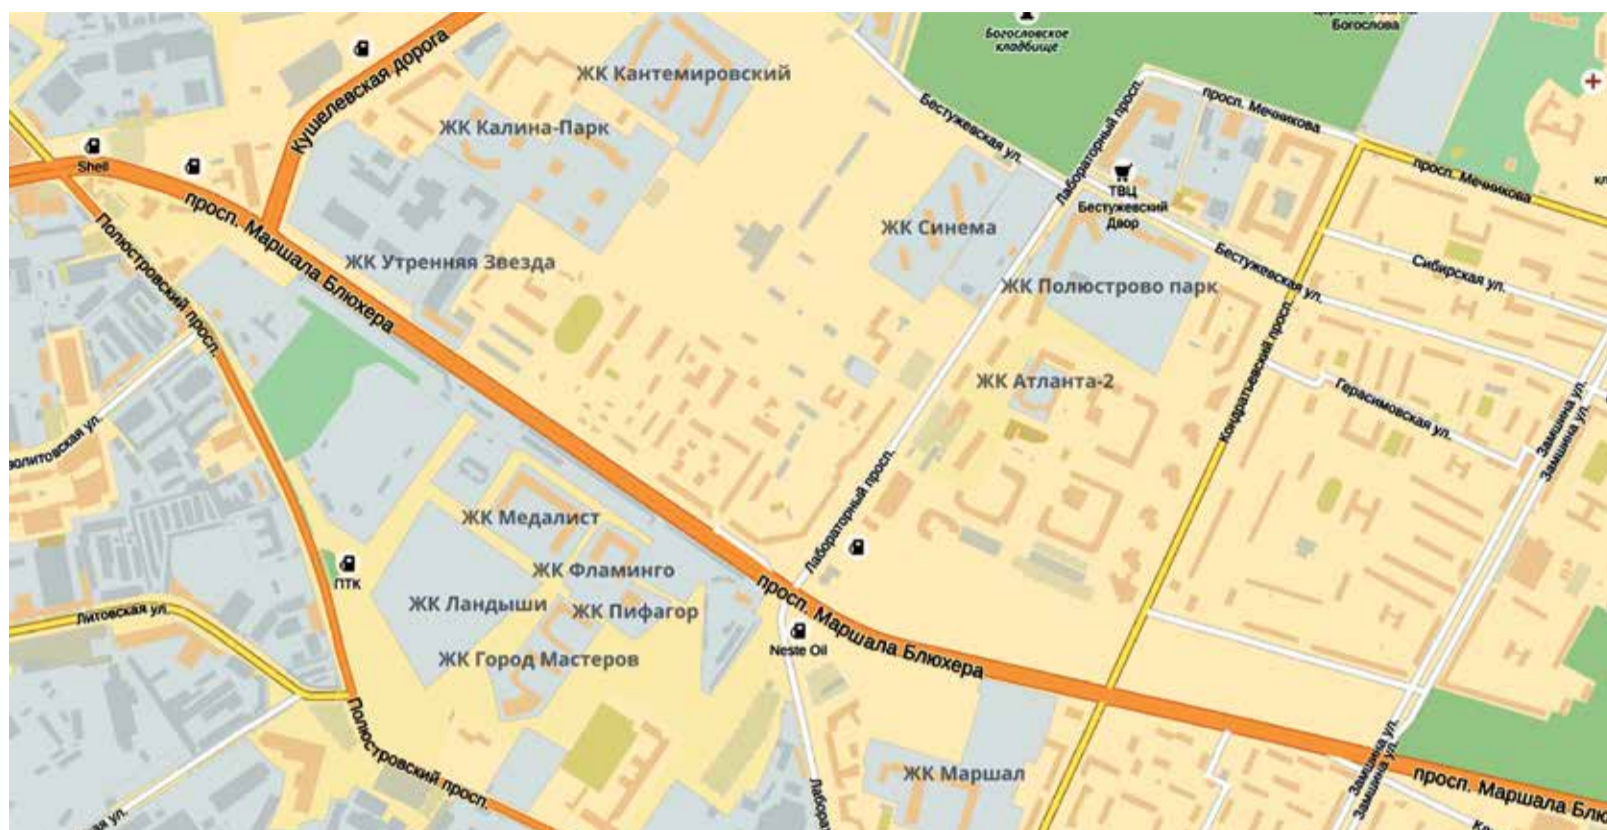 Богословское
кладбище
Богослова
Кушелевская дорога
ЖК Кантемировский
просп. Мечникова
Бестужевская ул.
Лабораторный просп.
ЖК Калина-Парк
Shell
просп. Мечникова
ТВЦ
Бестужевский
Двор
просп. Маршала Блюхера
Полюстровский просп.
ЖК Синема
ЖК Утренняя Звезда
Бестужевская ул.
Сибирская ул.
ЖК Полюстрово парк
Кондратьевский просп.
ЖК Атланта-2
Герасимовская ул.
Замшина ул.
Замшина ул.
Лабораторный просп.
ЖК Медалист
ЖК Фламинго
ПТК
ЖК Ландыши
ЖК Пифагор
Литовская ул.
просп. Маршала Блюхера
Neste Oil
ЖК Город Мастеров
Полюстровский просп.
ЖК Маршал
Замшина ул.
Замшина ул.
просп. Маршала